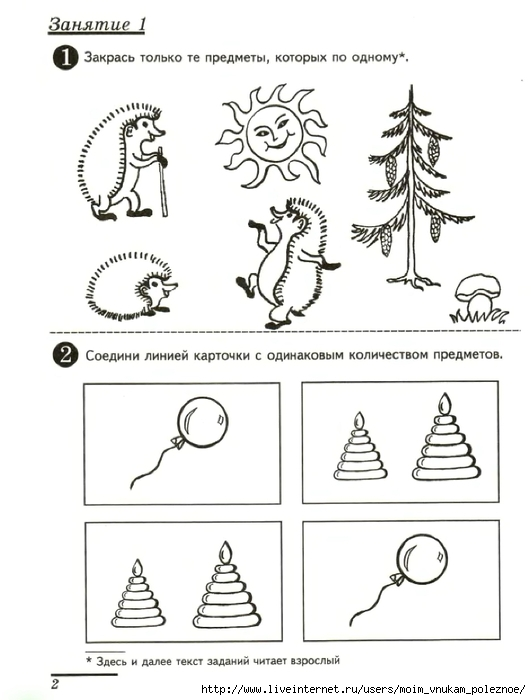 Занятие 1
1 Закрась только те предметы, которых по одному*.
2 Соедини линией карточки с одинаковым количеством предметов.
* Здесь и далее текст заданий читает взрослый
2
http://www.liveinternet.ru/users/moim_vnukam_poleznoe/